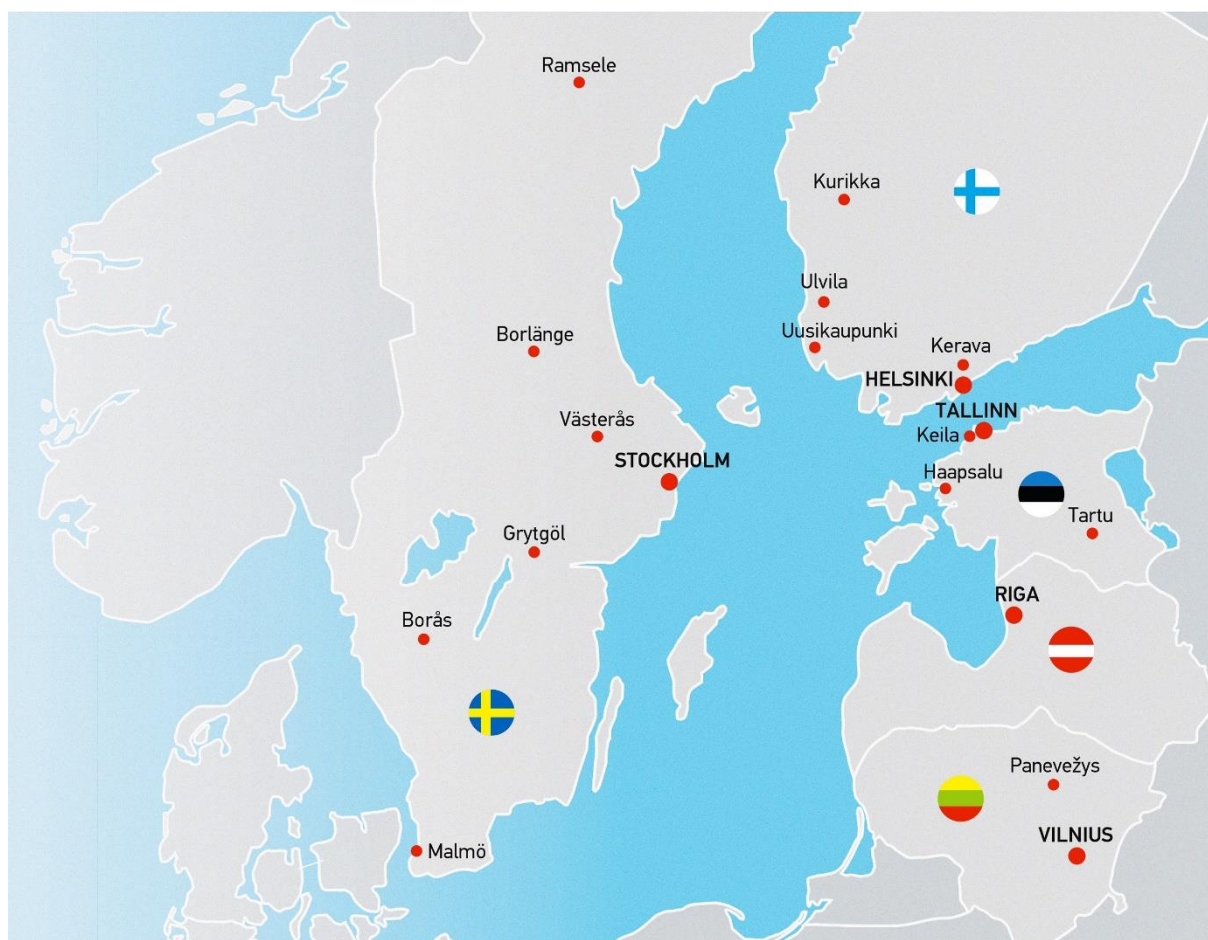 Ramsele
Kurikka
Ulvila
Borlänge
Uusikaupunki
Kerava
HELSINKI
TALLINN
Västerås
Keila
STOCKHOLM
Haapsalu
Tartu
Grytgöl
RIGA
Borås
Panevežys
VILNIUS
Malmö